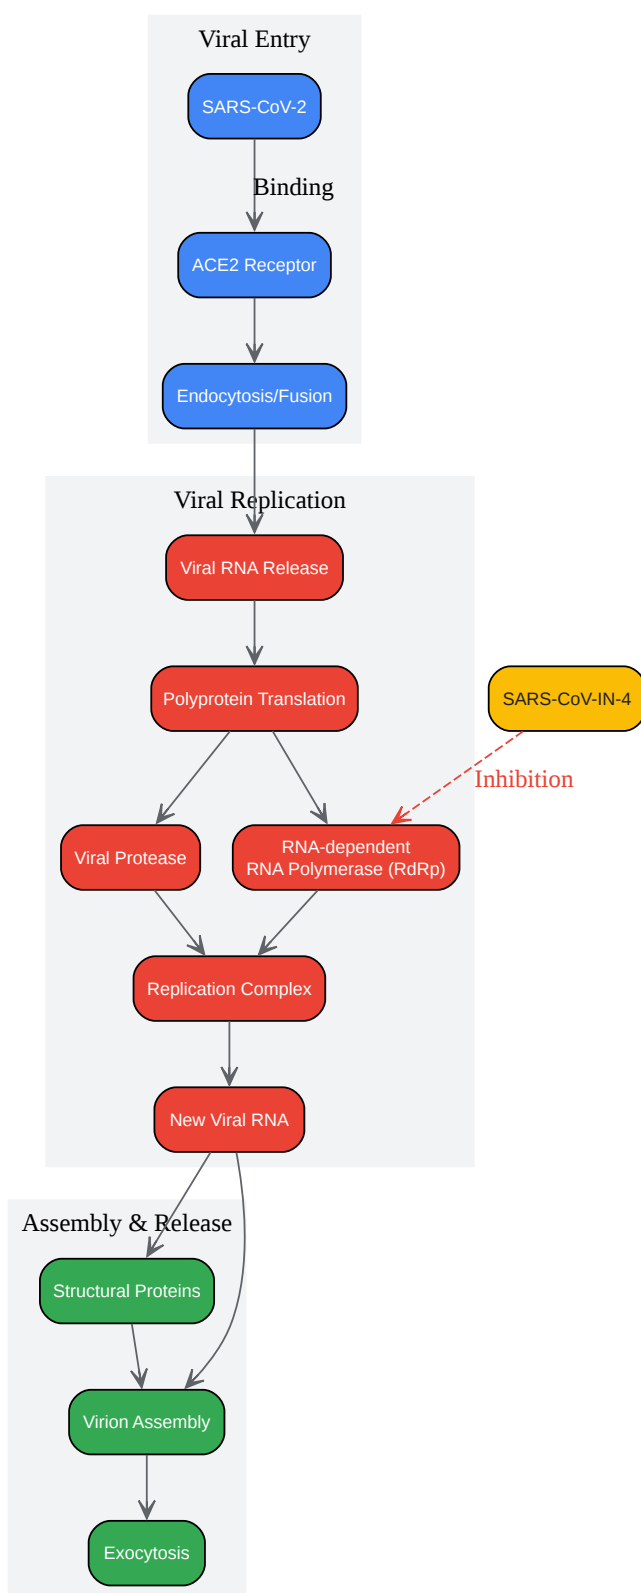 Viral Entry
SARS-CoV-2
Binding
ACE2 Receptor
Endocytosis/Fusion
Viral Replication
Viral RNA Release
Polyprotein Translation
SARS-CoV-IN-4
Inhibition
Viral Protease
RNA-dependent
RNA Polymerase (RdRp)
Replication Complex
New Viral RNA
Assembly & Release
Structural Proteins
Virion Assembly
Exocytosis